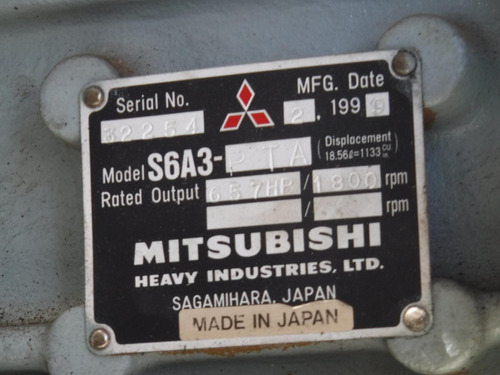 Serial No. MFG. Date
32254 2, 1999
Model S6A3-PTA (Displacement 18.56ℓ=1133 cu. in.)
Rated Output 657HP/1800 rpm
/ rpm
MITSUBISHI
HEAVY INDUSTRIES, LTD.
SAGAMIHARA, JAPAN
MADE IN JAPAN